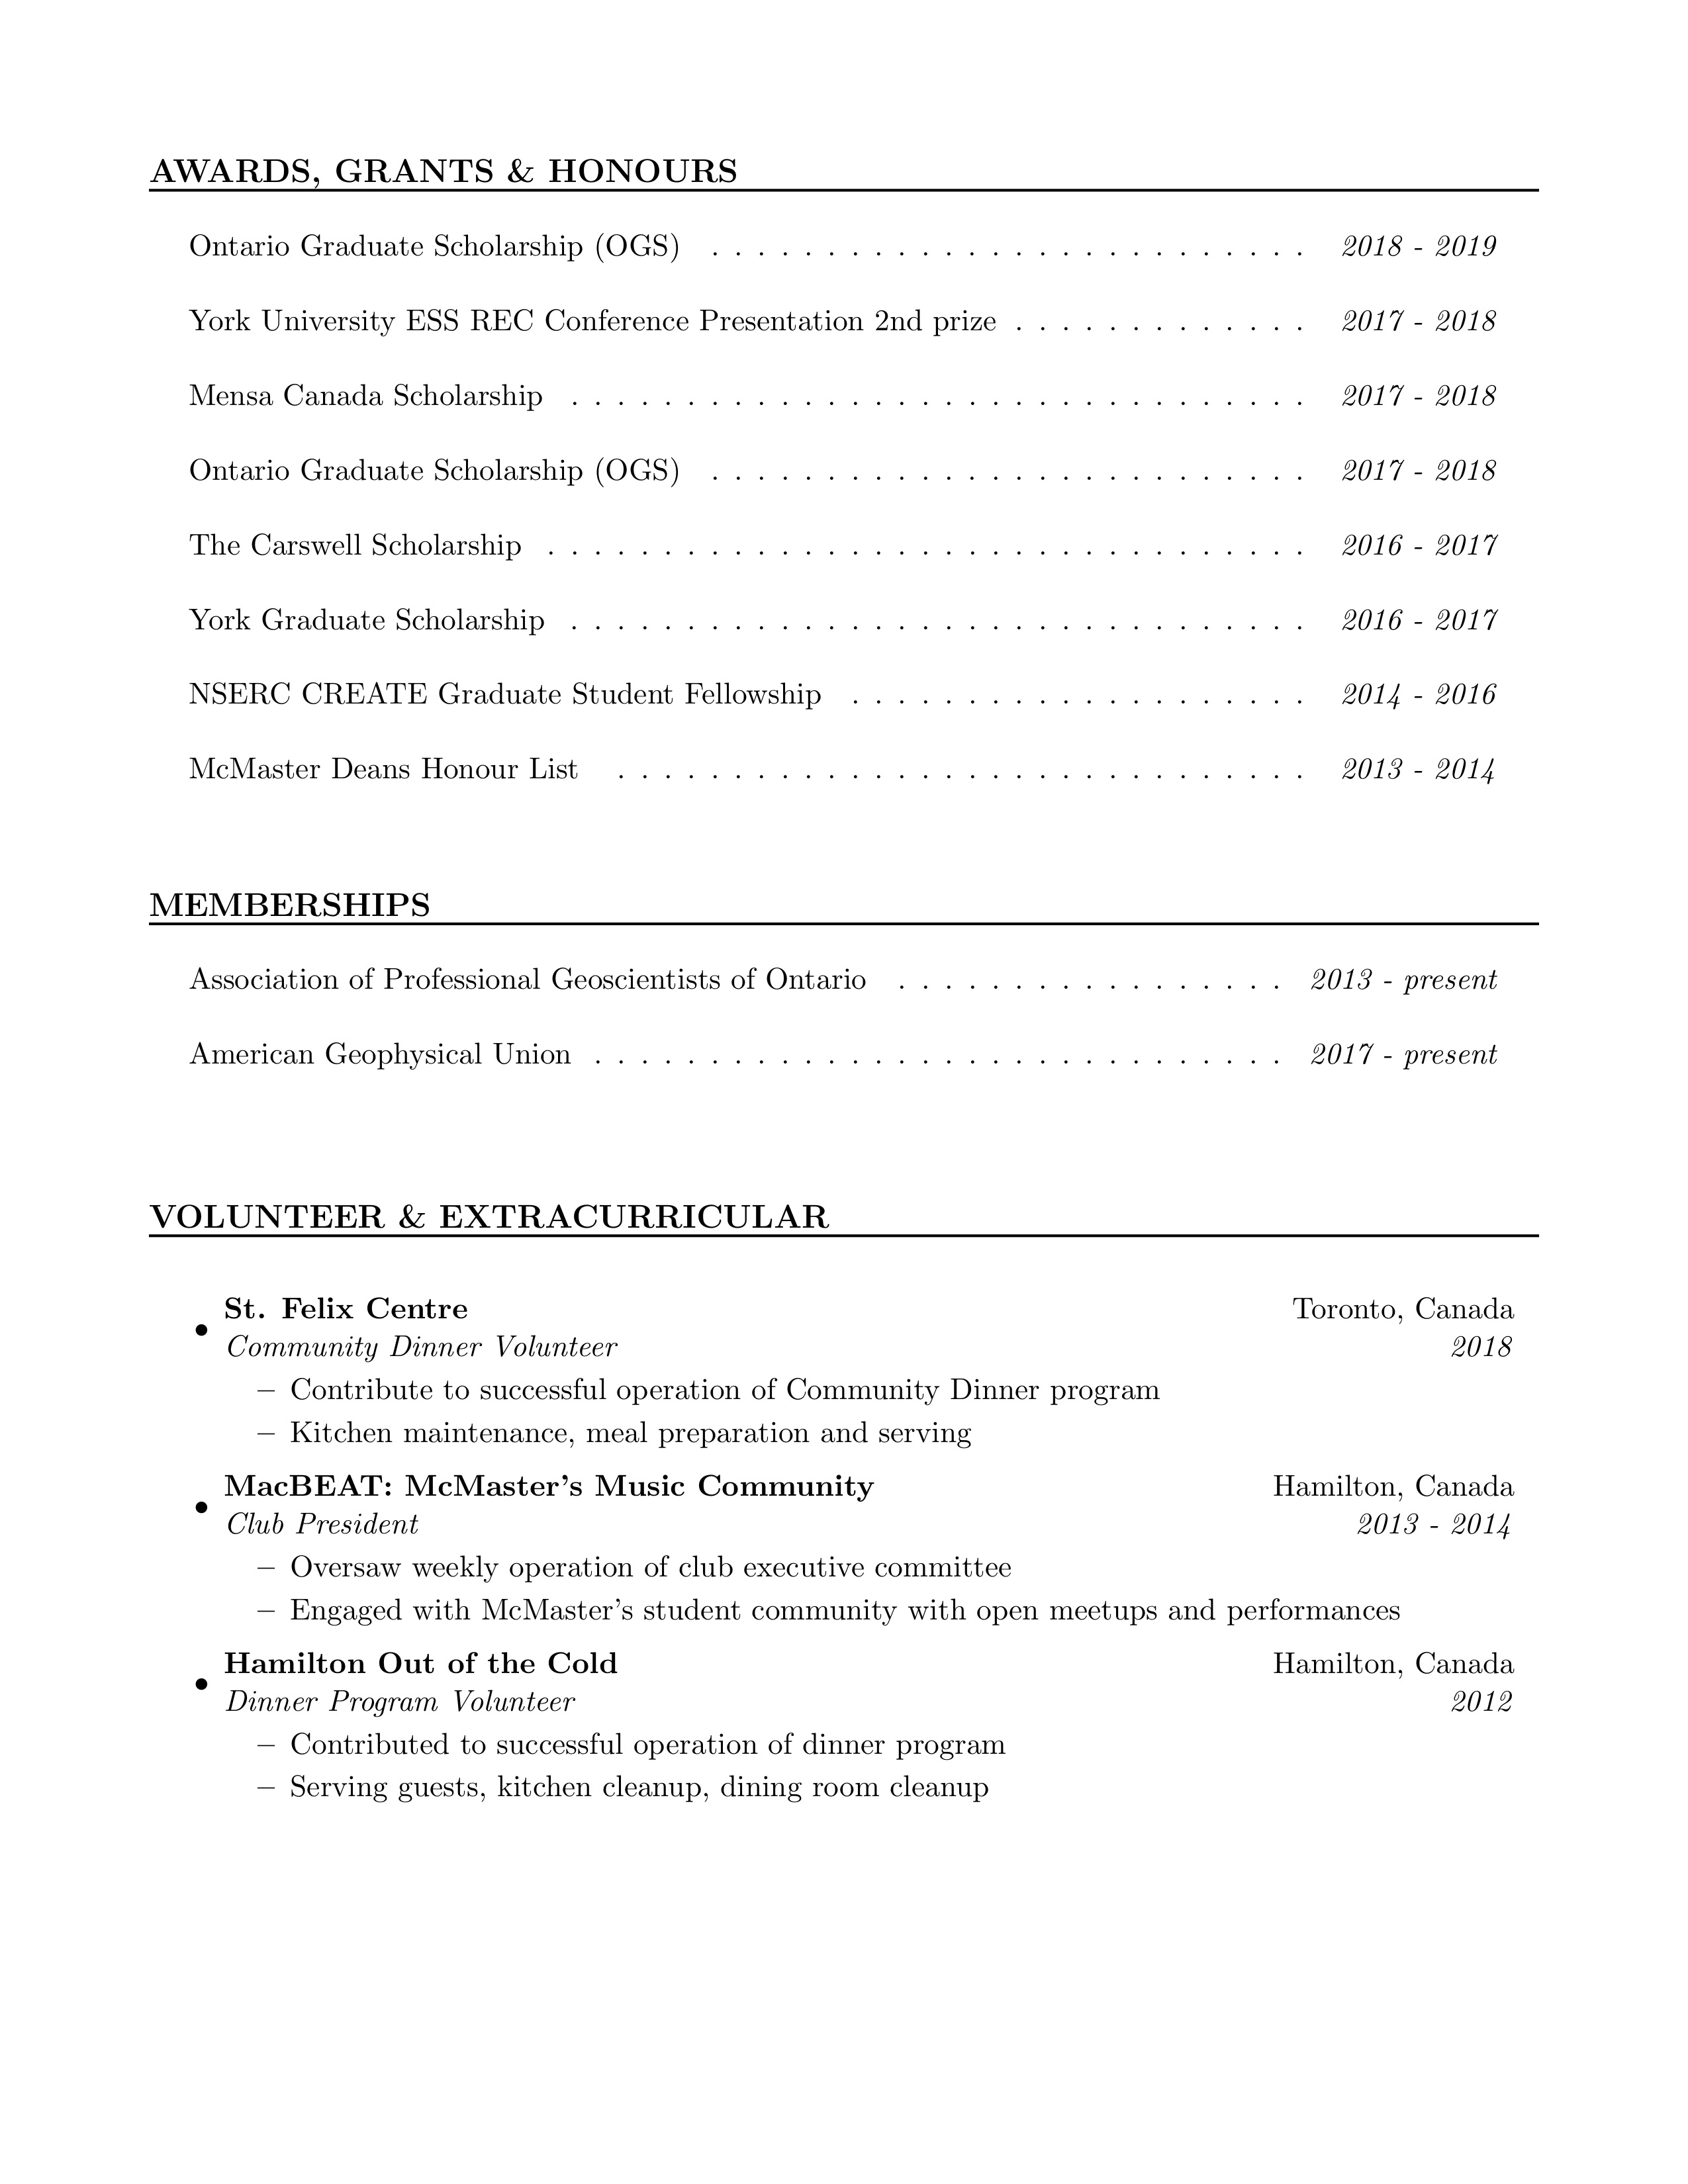 AWARDS, GRANTS & HONOURS
Ontario Graduate Scholarship (OGS) . . . . . . . . . . . . . . . . . . . . . . . . . . 2018 - 2019
York University ESS REC Conference Presentation 2nd prize . . . . . . . . . . . . . 2017 - 2018
Mensa Canada Scholarship . . . . . . . . . . . . . . . . . . . . . . . . . . . . . . . . 2017 - 2018
Ontario Graduate Scholarship (OGS) . . . . . . . . . . . . . . . . . . . . . . . . . . 2017 - 2018
The Carswell Scholarship . . . . . . . . . . . . . . . . . . . . . . . . . . . . . . . . . 2016 - 2017
York Graduate Scholarship . . . . . . . . . . . . . . . . . . . . . . . . . . . . . . . . 2016 - 2017
NSERC CREATE Graduate Student Fellowship . . . . . . . . . . . . . . . . . . . . 2014 - 2016
McMaster Deans Honour List . . . . . . . . . . . . . . . . . . . . . . . . . . . . . . 2013 - 2014
MEMBERSHIPS
Association of Professional Geoscientists of Ontario . . . . . . . . . . . . . . . . . 2013 - present
American Geophysical Union . . . . . . . . . . . . . . . . . . . . . . . . . . . . . . 2017 - present
VOLUNTEER & EXTRACURRICULAR
• St. Felix Centre Toronto, Canada
Community Dinner Volunteer 2018
– Contribute to successful operation of Community Dinner program
– Kitchen maintenance, meal preparation and serving
• MacBEAT: McMaster's Music Community Hamilton, Canada
Club President 2013 - 2014
– Oversaw weekly operation of club executive committee
– Engaged with McMaster's student community with open meetups and performances
• Hamilton Out of the Cold Hamilton, Canada
Dinner Program Volunteer 2012
– Contributed to successful operation of dinner program
– Serving guests, kitchen cleanup, dining room cleanup